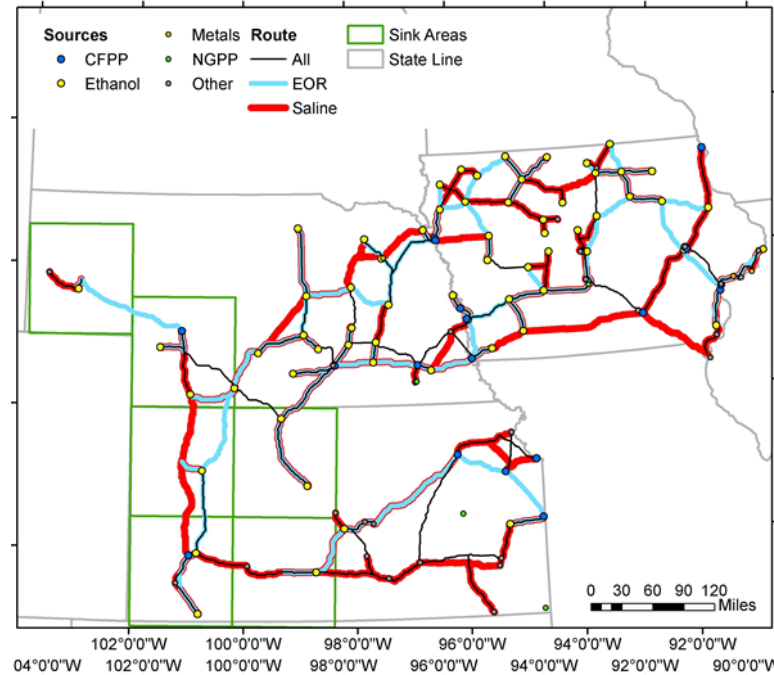 Sources Metals Route Sink Areas
CFPP NGPP All State Line
Ethanol Other EOR
Saline
0 30 60 90 120
Miles
102°0'0"W 100°0'0"W 98°0'0"W 96°0'0"W 94°0'0"W 92°0'0"W
04°0'0"W 102°0'0"W 100°0'0"W 98°0'0"W 96°0'0"W 94°0'0"W 92°0'0"W 90°0'0"W